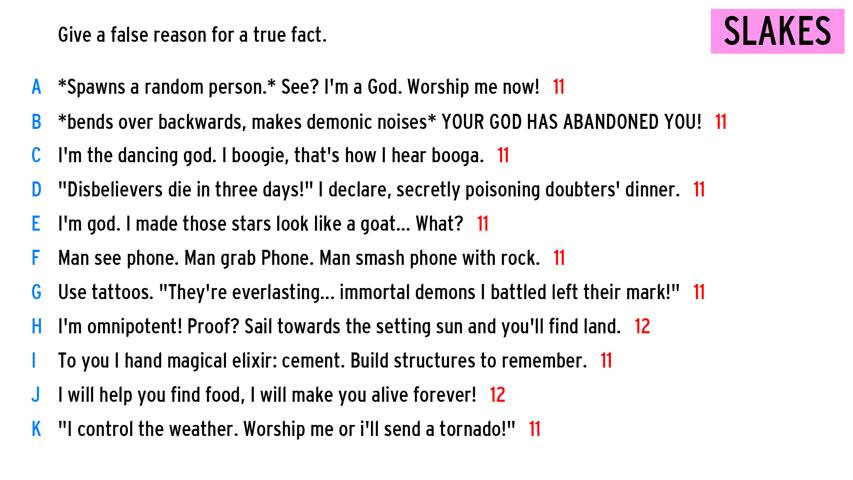 Give a false reason for a true fact.
SLAKES
A *Spawns a random person.* See? I'm a God. Worship me now! 11
B *bends over backwards, makes demonic noises* YOUR GOD HAS ABANDONED YOU! 11
C I'm the dancing god. I boogie, that's how I hear booga. 11
D "Disbelievers die in three days!" I declare, secretly poisoning doubters' dinner. 11
E I'm god. I made those stars look like a goat... What? 11
F Man see phone. Man grab Phone. Man smash phone with rock. 11
G Use tattoos. "They're everlasting... immortal demons I battled left their mark!" 11
H I'm omnipotent! Proof? Sail towards the setting sun and you'll find land. 12
I To you I hand magical elixir: cement. Build structures to remember. 11
J I will help you find food, I will make you alive forever! 12
K "I control the weather. Worship me or i'll send a tornado!" 11